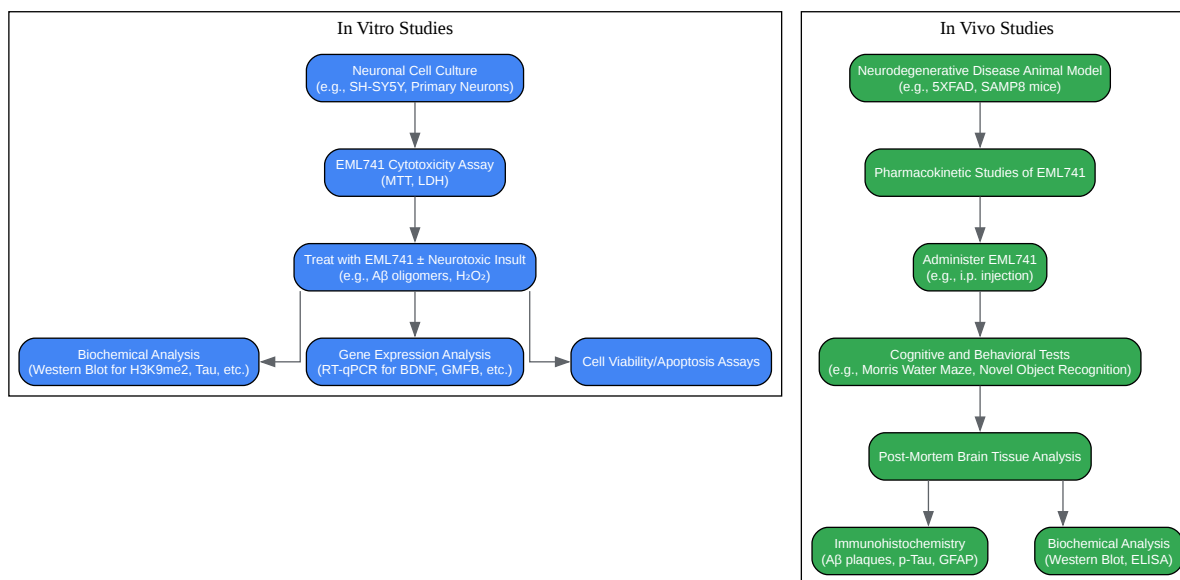 In Vitro Studies
Neuronal Cell Culture
(e.g., SH-SY5Y, Primary Neurons)
EML741 Cytotoxicity Assay
(MTT, LDH)
Treat with EML741 ± Neurotoxic Insult
(e.g., Aβ oligomers, H₂O₂)
Biochemical Analysis
(Western Blot for H3K9me2, Tau, etc.)
Gene Expression Analysis
(RT-qPCR for BDNF, GMFB, etc.)
Cell Viability/Apoptosis Assays
In Vivo Studies
Neurodegenerative Disease Animal Model
(e.g., 5XFAD, SAMP8 mice)
Pharmacokinetic Studies of EML741
Administer EML741
(e.g., i.p. injection)
Cognitive and Behavioral Tests
(e.g., Morris Water Maze, Novel Object Recognition)
Post-Mortem Brain Tissue Analysis
Immunohistochemistry
(Aβ plaques, p-Tau, GFAP)
Biochemical Analysis
(Western Blot, ELISA)